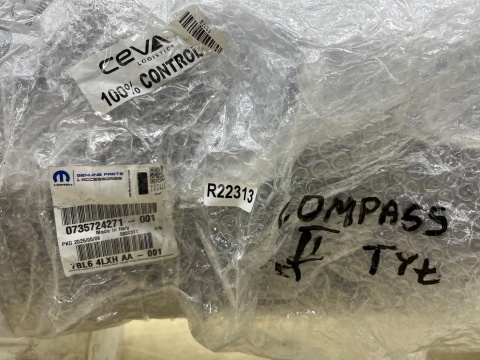 CEVA
LOGISTICS
100% CONTROL
GENUINE PARTS
& ACCESSORIES
0735724271-001
Made in Italy
7BL6 4LXH AA-001
R22313
COMPASS
II TYŁ